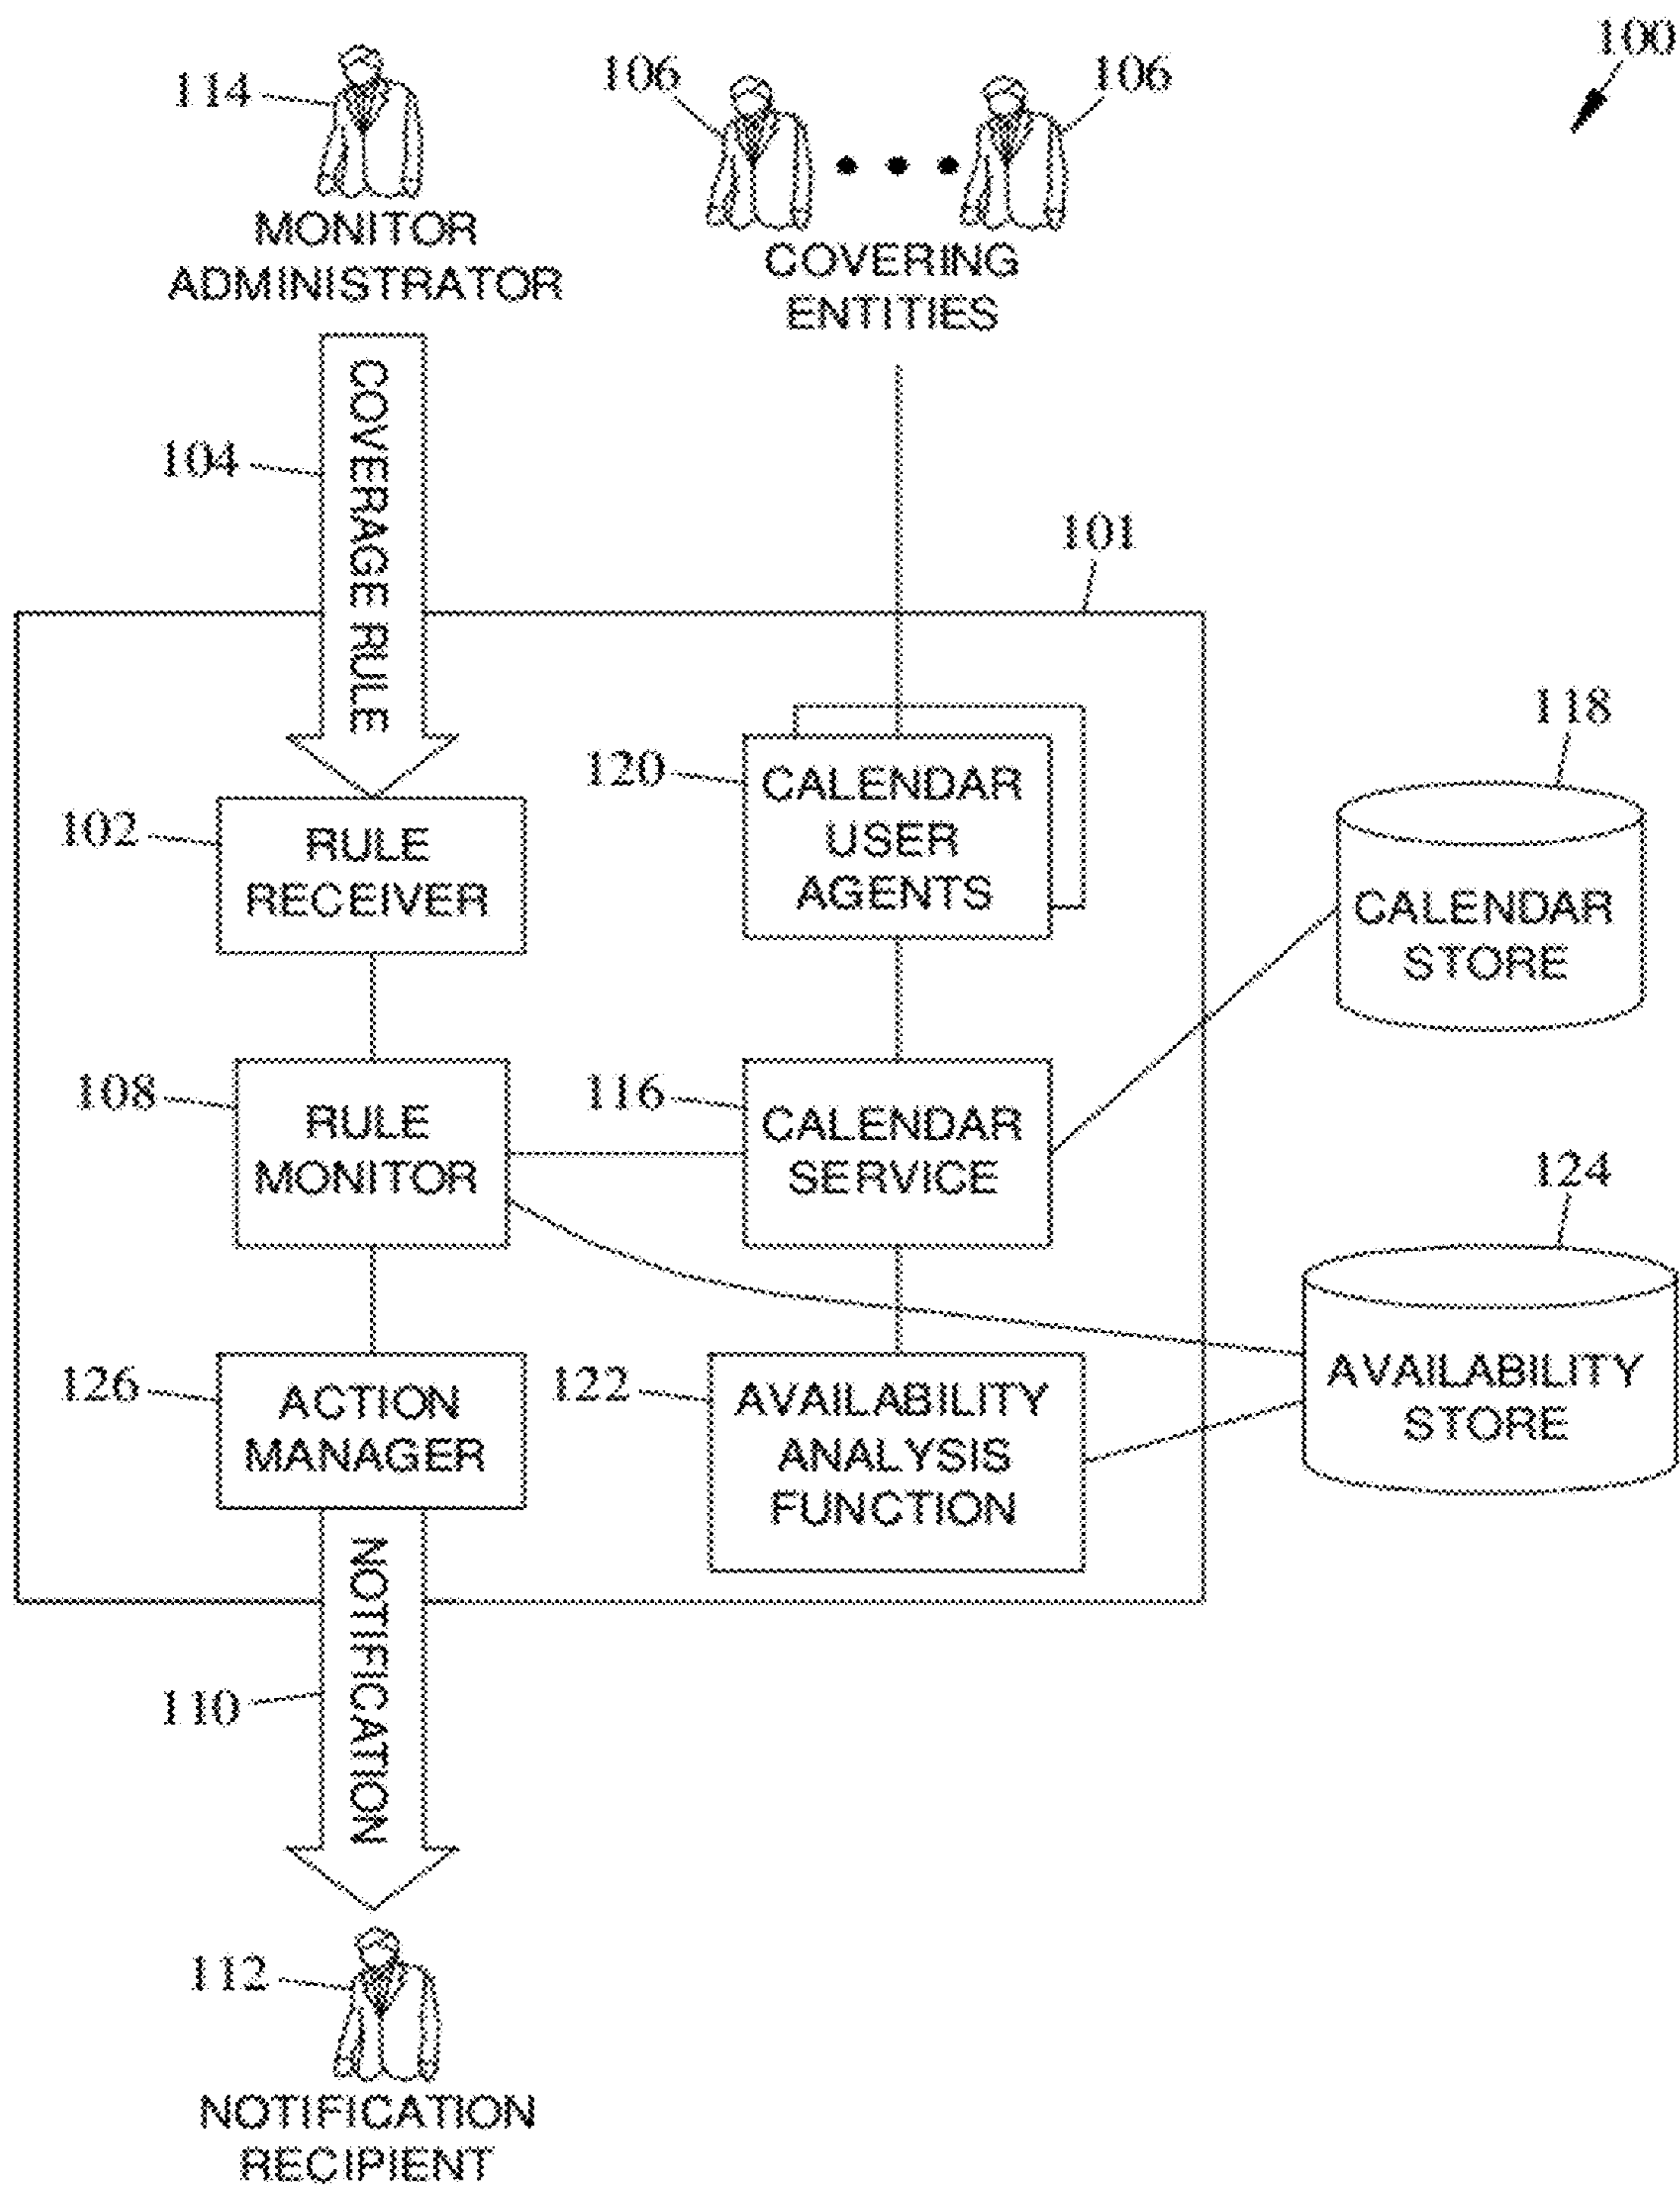 100
114
106
106
MONITOR
ADMINISTRATOR
COVERING
ENTITIES
COVERAGE RULE
104
101
118
120
CALENDAR
USER
AGENTS
102
RULE
RECEIVER
CALENDAR
STORE
108
RULE
MONITOR
116
CALENDAR
SERVICE
124
126
ACTION
MANAGER
122
AVAILABILITY
ANALYSIS
FUNCTION
AVAILABILITY
STORE
NOTIFICATION
110
112
NOTIFICATION
RECIPIENT